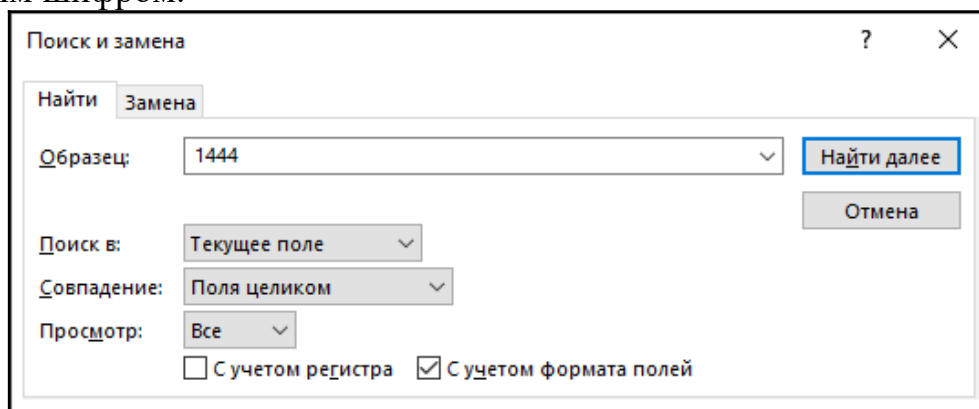 Поиск и замена ? ×
Найти Замена
Образец: 1444 Найти далее
Отмена
Поиск в: Текущее поле
Совпадение: Поля целиком
Просмотр: Все
С учетом регистра С учетом формата полей